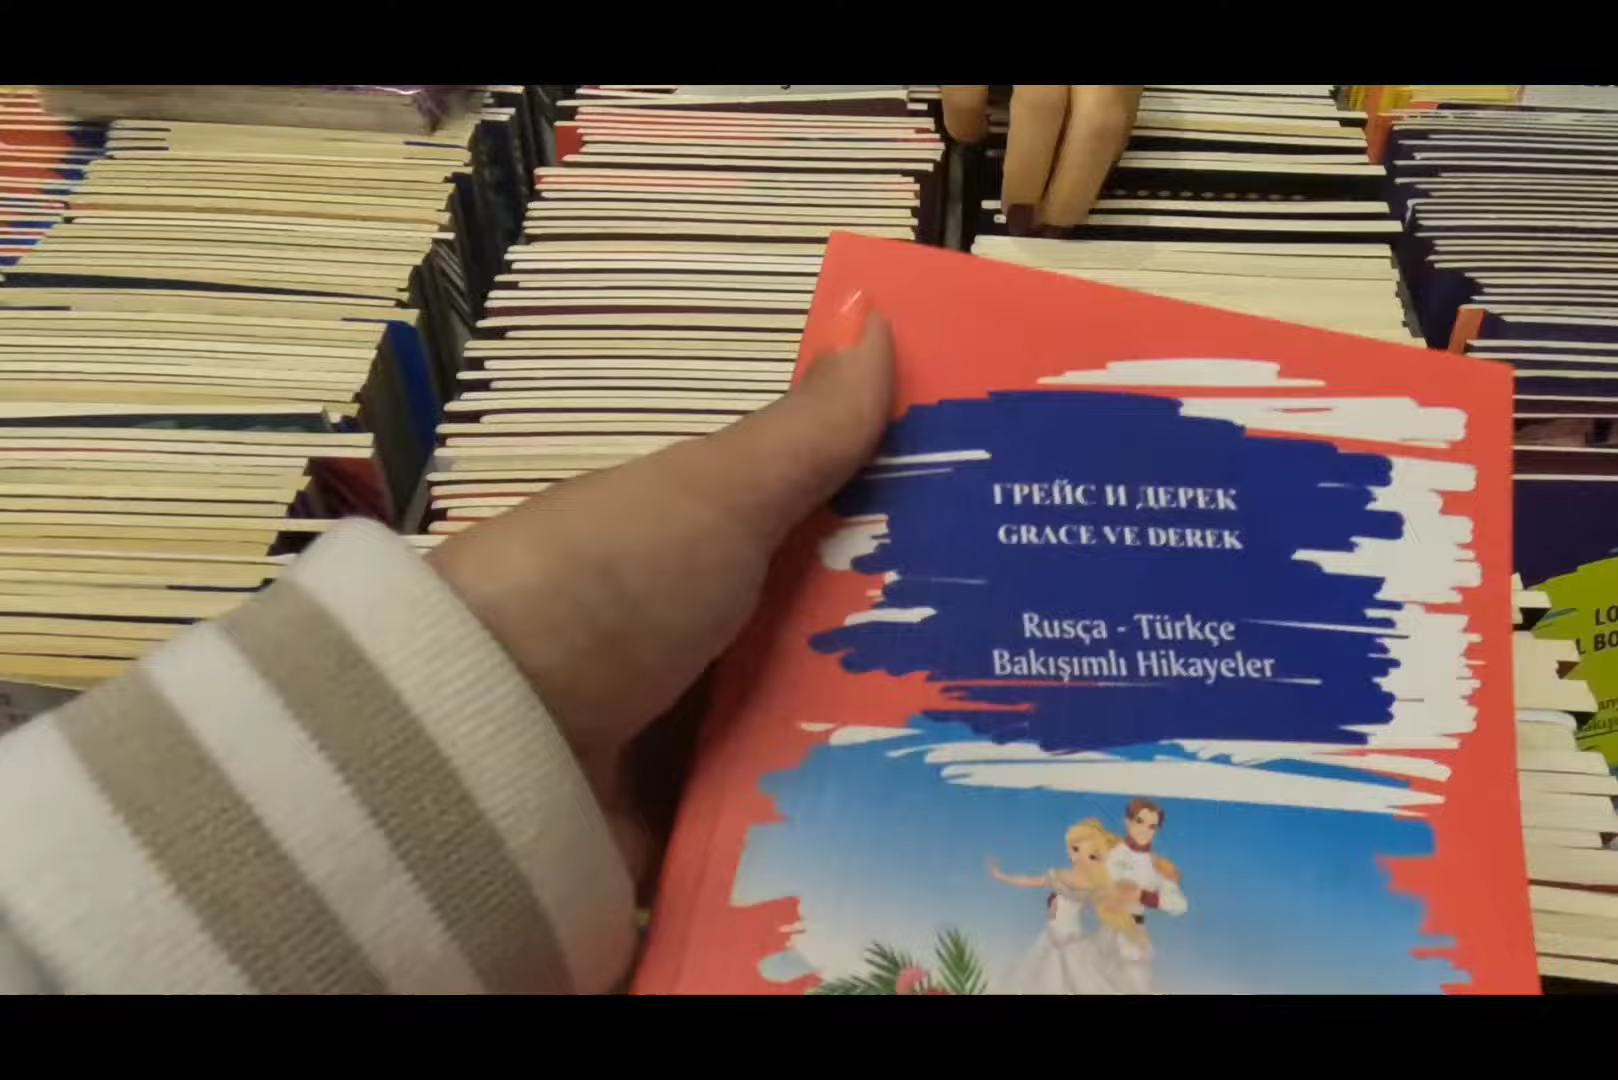 ГРЕЙС И ДЕРЕК
GRACE VE DEREK
Rusça - Türkçe
Bakışımlı Hikayeler